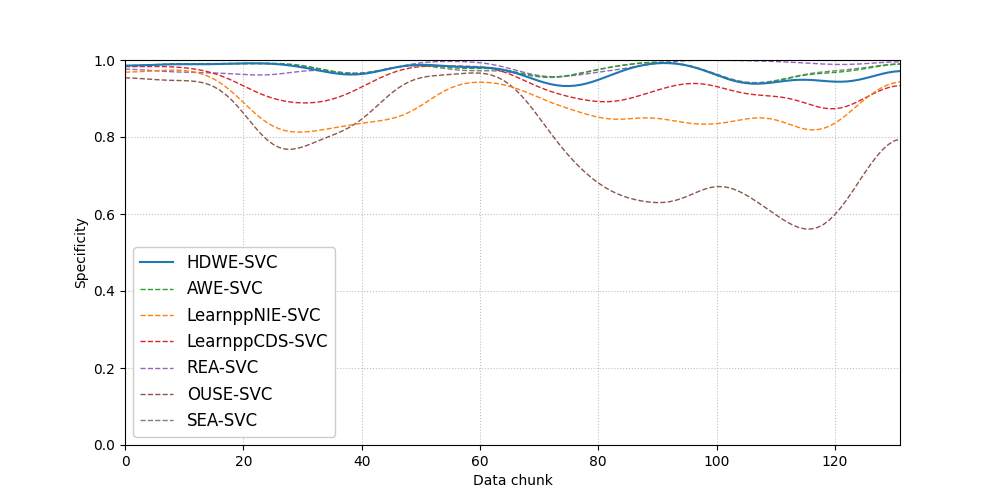 1.0
0.8
0.6
0.4
0.2
0.0
Specificity
HDWE-SVC
AWE-SVC
LearnppNIE-SVC
LearnppCDS-SVC
REA-SVC
OUSE-SVC
SEA-SVC
0 20 40 60 80 100 120
Data chunk